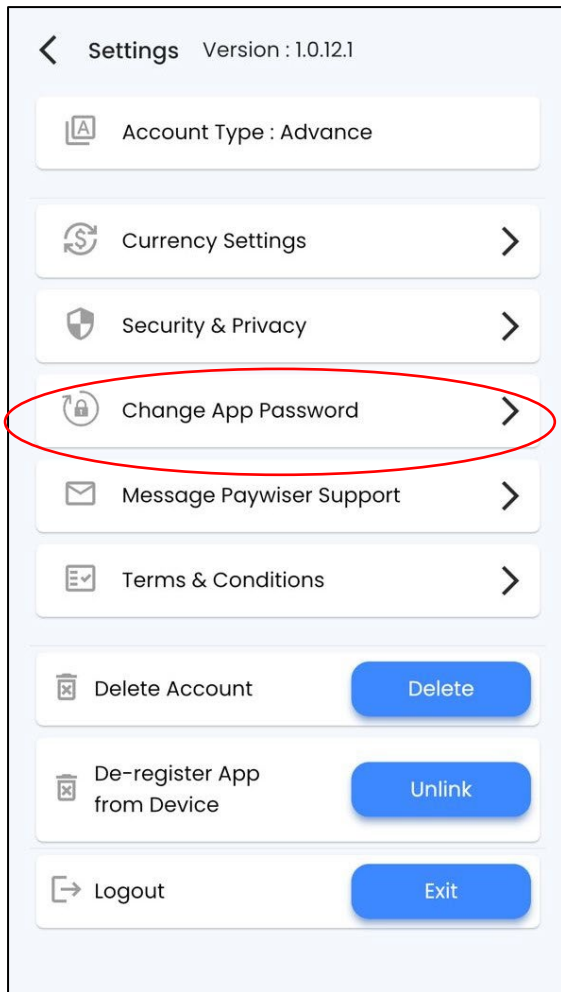 Settings Version : 1.0.12.1
A
Account Type : Advance
$
Currency Settings
Security & Privacy
Change App Password
Message Paywiser Support
Terms & Conditions
Delete Account Delete
De-register App
from Device
Unlink
Logout Exit